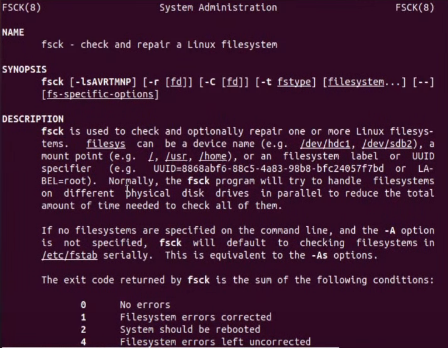 FSCK(8) System Administration FSCK(8)
NAME
fsck - check and repair a Linux filesystem
SYNOPSIS
fsck [-lsAVRTMNP] [-r [fd]] [-C [fd]] [-t fstype] [filesystem...] [--]
[fs-specific-options]
DESCRIPTION
fsck is used to check and optionally repair one or more Linux filesys-
tems. filesys can be a device name (e.g. /dev/hdc1, /dev/sdb2), a
mount point (e.g. /, /usr, /home), or an filesystem label or UUID
specifier (e.g. UUID=8868abf6-88c5-4a83-98b8-bfc24057f7bd or LA-
BEL=root). Normally, the fsck program will try to handle filesystems
on different physical disk drives in parallel to reduce the total
amount of time needed to check all of them.
If no filesystems are specified on the command line, and the -A option
is not specified, fsck will default to checking filesystems in
/etc/fstab serially. This is equivalent to the -As options.
The exit code returned by fsck is the sum of the following conditions:
0 No errors
1 Filesystem errors corrected
2 System should be rebooted
4 Filesystem errors left uncorrected